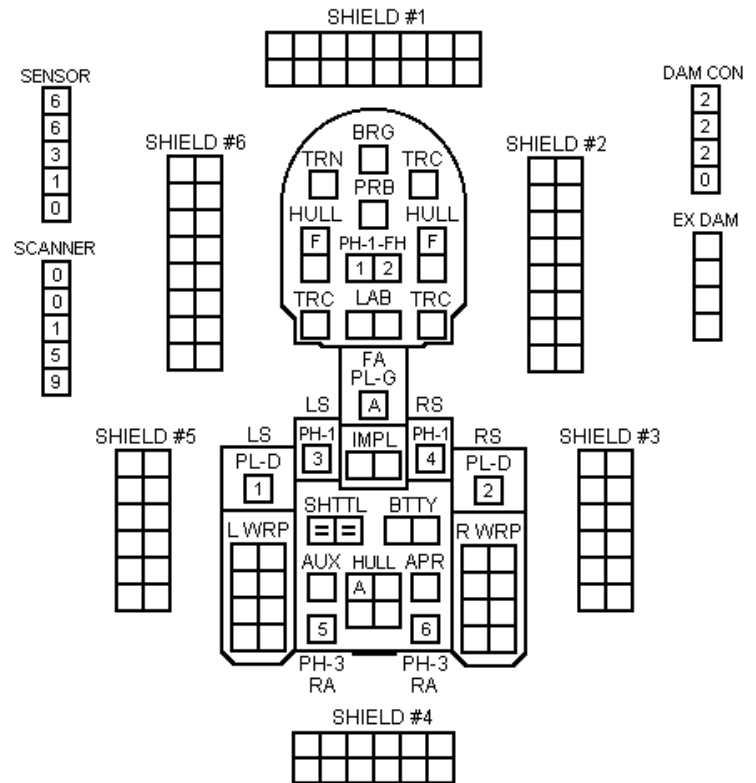 SHIELD #1
SENSOR
6
6
3
1
0
DAM CON
2
2
2
0
SHIELD #6
BRG
TRN TRC
PRB
SHIELD #2
HULL HULL
F F
PH-1-FH
1 2
EX DAM
SCANNER
0
0
1
5
9
TRC LAB TRC
FA
PL-G
A
LS RS
SHIELD #5
LS
PH-1 IMPL PH-1
3 4
RS
SHIELD #3
PL-D PL-D
1 2
SHTTL BTTY
= =
L WRP R WRP
AUX HULL APR
A
5 6
PH-3 PH-3
RA RA
SHIELD #4